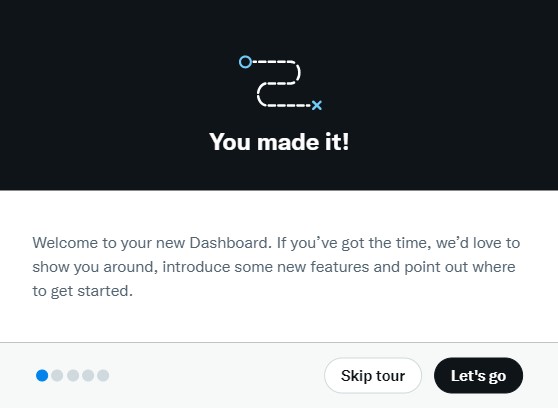 You made it!
Welcome to your new Dashboard. If you’ve got the time, we’d love to
show you around, introduce some new features and point out where
to get started.
Skip tour
Let's go